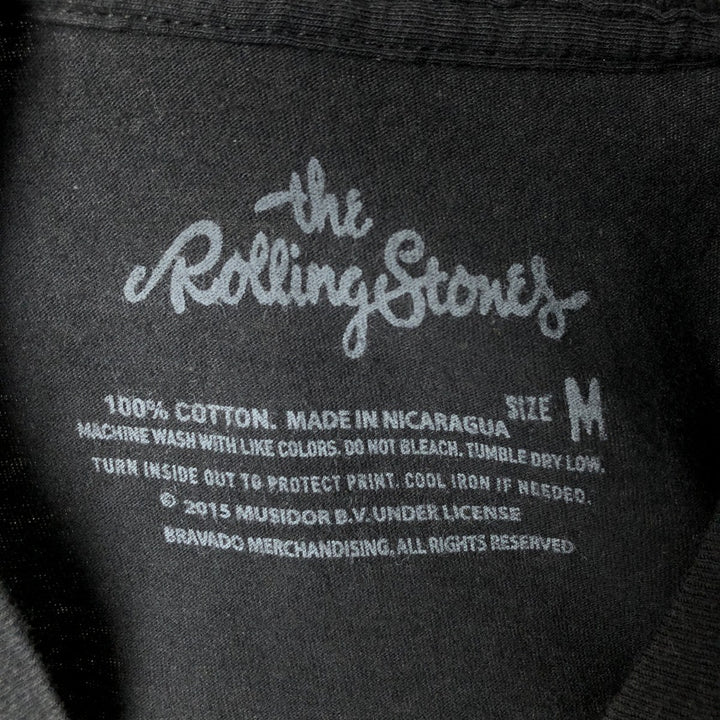 the
Rolling Stones
100% COTTON. MADE IN NICARAGUA SIZE M
MACHINE WASH WITH LIKE COLORS. DO NOT BLEACH. TUMBLE DRY LOW.
TURN INSIDE OUT TO PROTECT PRINT. COOL IRON IF NEEDED.
© 2015 MUSIDOR B.V. UNDER LICENSE
BRAVADO MERCHANDISING. ALL RIGHTS RESERVED